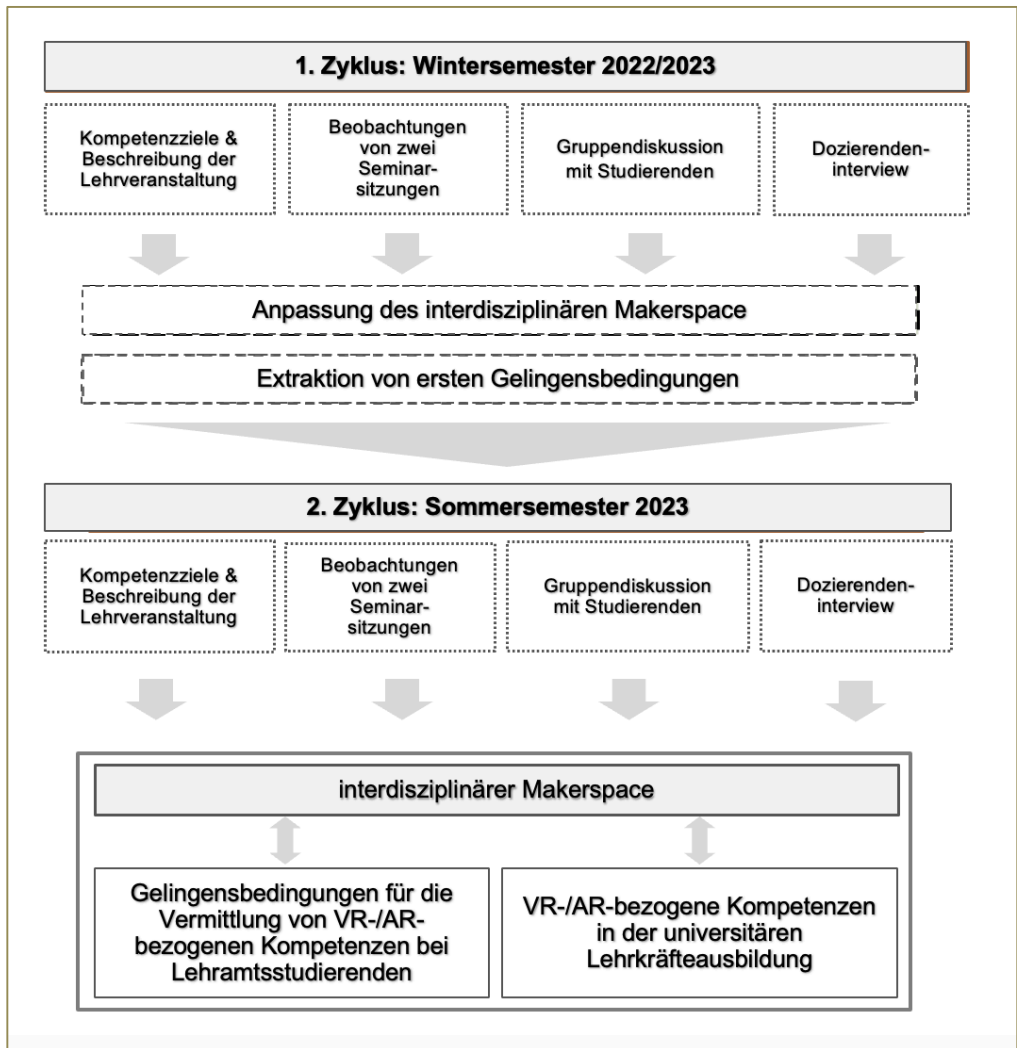 1. Zyklus: Wintersemester 2022/2023
Kompetenzziele &
Beschreibung der
Lehrveranstaltung
Beobachtungen
von zwei
Seminar-
sitzungen
Gruppendiskussion
mit Studierenden
Dozierenden-
interview
Anpassung des interdisziplinären Makerspace
Extraktion von ersten Gelingensbedingungen
2. Zyklus: Sommersemester 2023
Kompetenzziele &
Beschreibung der
Lehrveranstaltung
Beobachtungen
von zwei
Seminar-
sitzungen
Gruppendiskussion
mit Studierenden
Dozierenden-
interview
interdisziplinärer Makerspace
Gelingensbedingungen für die
Vermittlung von VR-/AR-
bezogenen Kompetenzen bei
Lehramtsstudierenden
VR-/AR-bezogene Kompetenzen
in der universitären
Lehrkräfteausbildung